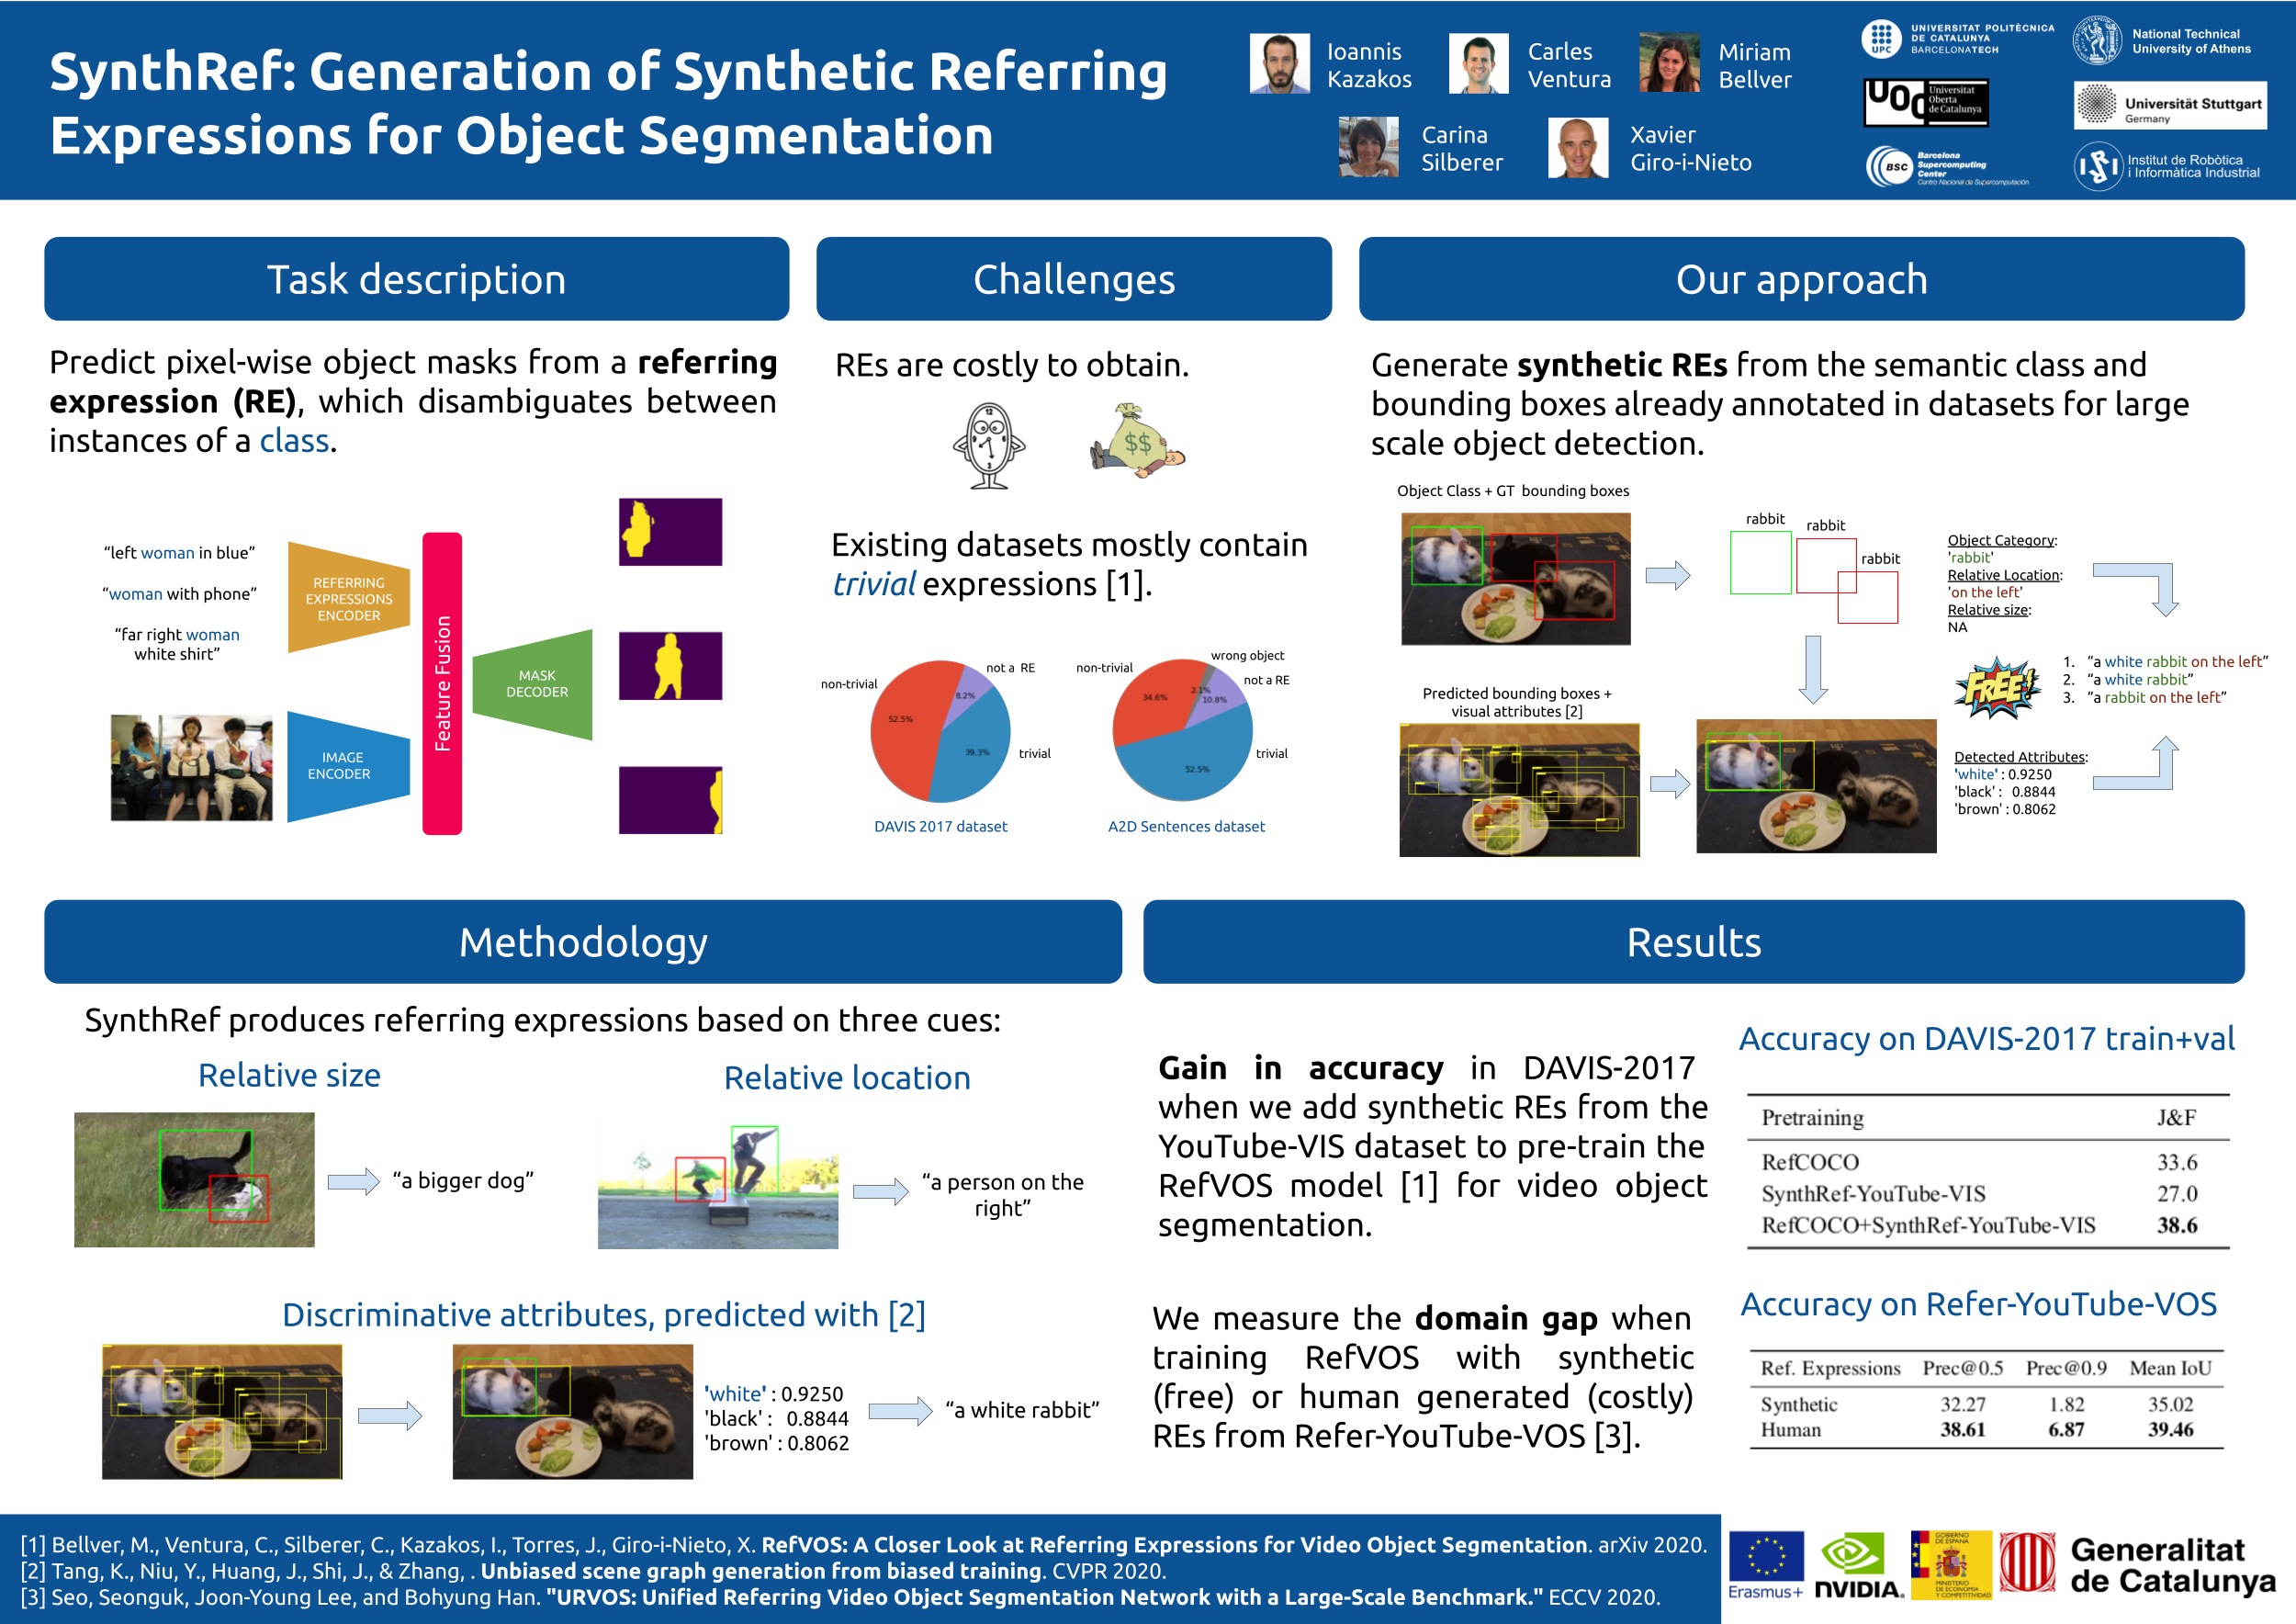 SynthRef: Generation of Synthetic Referring
Expressions for Object Segmentation
Ioannis
Kazakos
Carles
Ventura
Miriam
Bellver
Carina
Silberer
Xavier
Giro-i-Nieto
UPC
UNIVERSITAT POLITÈCNICA
DE CATALUNYA
BARCELONATECH
National Technical
University of Athens
UOC
Universitat
Oberta
de Catalunya
Universität Stuttgart
Germany
BSC
Barcelona
Supercomputing
Center
Centro Nacional de Supercomputación
IRI
Institut de Robòtica
i Informàtica Industrial
Task description
Predict pixel-wise object masks from a referring
expression (RE), which disambiguates between
instances of a class.
“left woman in blue”
“woman with phone”
“far right woman
white shirt”
REFERRING
EXPRESSIONS
ENCODER
IMAGE
ENCODER
Feature Fusion
MASK
DECODER
Challenges
REs are costly to obtain.
12
3
$$
Existing datasets mostly contain
trivial expressions [1].
non-trivial
not a RE
8.2%
52.5%
39.3%
trivial
DAVIS 2017 dataset
non-trivial
wrong object
not a RE
34.6%
2.1%
10.8%
52.5%
trivial
A2D Sentences dataset
Our approach
Generate synthetic REs from the semantic class and
bounding boxes already annotated in datasets for large
scale object detection.
Object Class + GT bounding boxes
rabbit
rabbit
rabbit
Object Category:
'rabbit'
Relative Location:
'on the left'
Relative size:
NA
FREE!
1. “a white rabbit on the left”
2. “a white rabbit”
3. “a rabbit on the left”
Predicted bounding boxes +
visual attributes [2]
Detected Attributes:
'white' : 0.9250
'black' : 0.8844
'brown' : 0.8062
Methodology
SynthRef produces referring expressions based on three cues:
Relative size
“a bigger dog”
Relative location
“a person on the
right”
Discriminative attributes, predicted with [2]
'white' : 0.9250
'black' : 0.8844
'brown' : 0.8062
“a white rabbit”
Results
Gain in accuracy in DAVIS-2017
when we add synthetic REs from the
YouTube-VIS dataset to pre-train the
RefVOS model [1] for video object
segmentation.
Accuracy on DAVIS-2017 train+val
Pretraining J&F
RefCOCO 33.6
SynthRef-YouTube-VIS 27.0
RefCOCO+SynthRef-YouTube-VIS 38.6
We measure the domain gap when
training RefVOS with synthetic
(free) or human generated (costly)
REs from Refer-YouTube-VOS [3].
Accuracy on Refer-YouTube-VOS
Ref. Expressions Prec@0.5 Prec@0.9 Mean IoU
Synthetic 32.27 1.82 35.02
Human 38.61 6.87 39.46
[1] Bellver, M., Ventura, C., Silberer, C., Kazakos, I., Torres, J., Giro-i-Nieto, X. RefVOS: A Closer Look at Referring Expressions for Video Object Segmentation. arXiv 2020.
[2] Tang, K., Niu, Y., Huang, J., Shi, J., & Zhang, . Unbiased scene graph generation from biased training. CVPR 2020.
[3] Seo, Seonguk, Joon-Young Lee, and Bohyung Han. "URVOS: Unified Referring Video Object Segmentation Network with a Large-Scale Benchmark." ECCV 2020.
Erasmus+
NVIDIA.
GOBIERNO
DE ESPAÑA
MINISTERIO
DE ECONOMÍA
Y COMPETITIVIDAD
Generalitat
de Catalunya